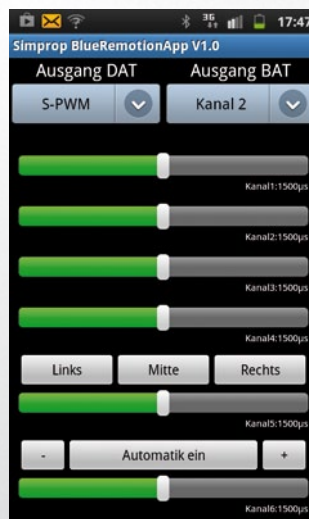 3G 17:47
Simprop BlueRemotionApp V1.0
Ausgang DAT Ausgang BAT
S-PWM Kanal 2
Kanal1:1500µs
Kanal2:1500µs
Kanal3:1500µs
Kanal4:1500µs
Links Mitte Rechts
Kanal5:1500µs
- Automatik ein +
Kanal6:1500µs